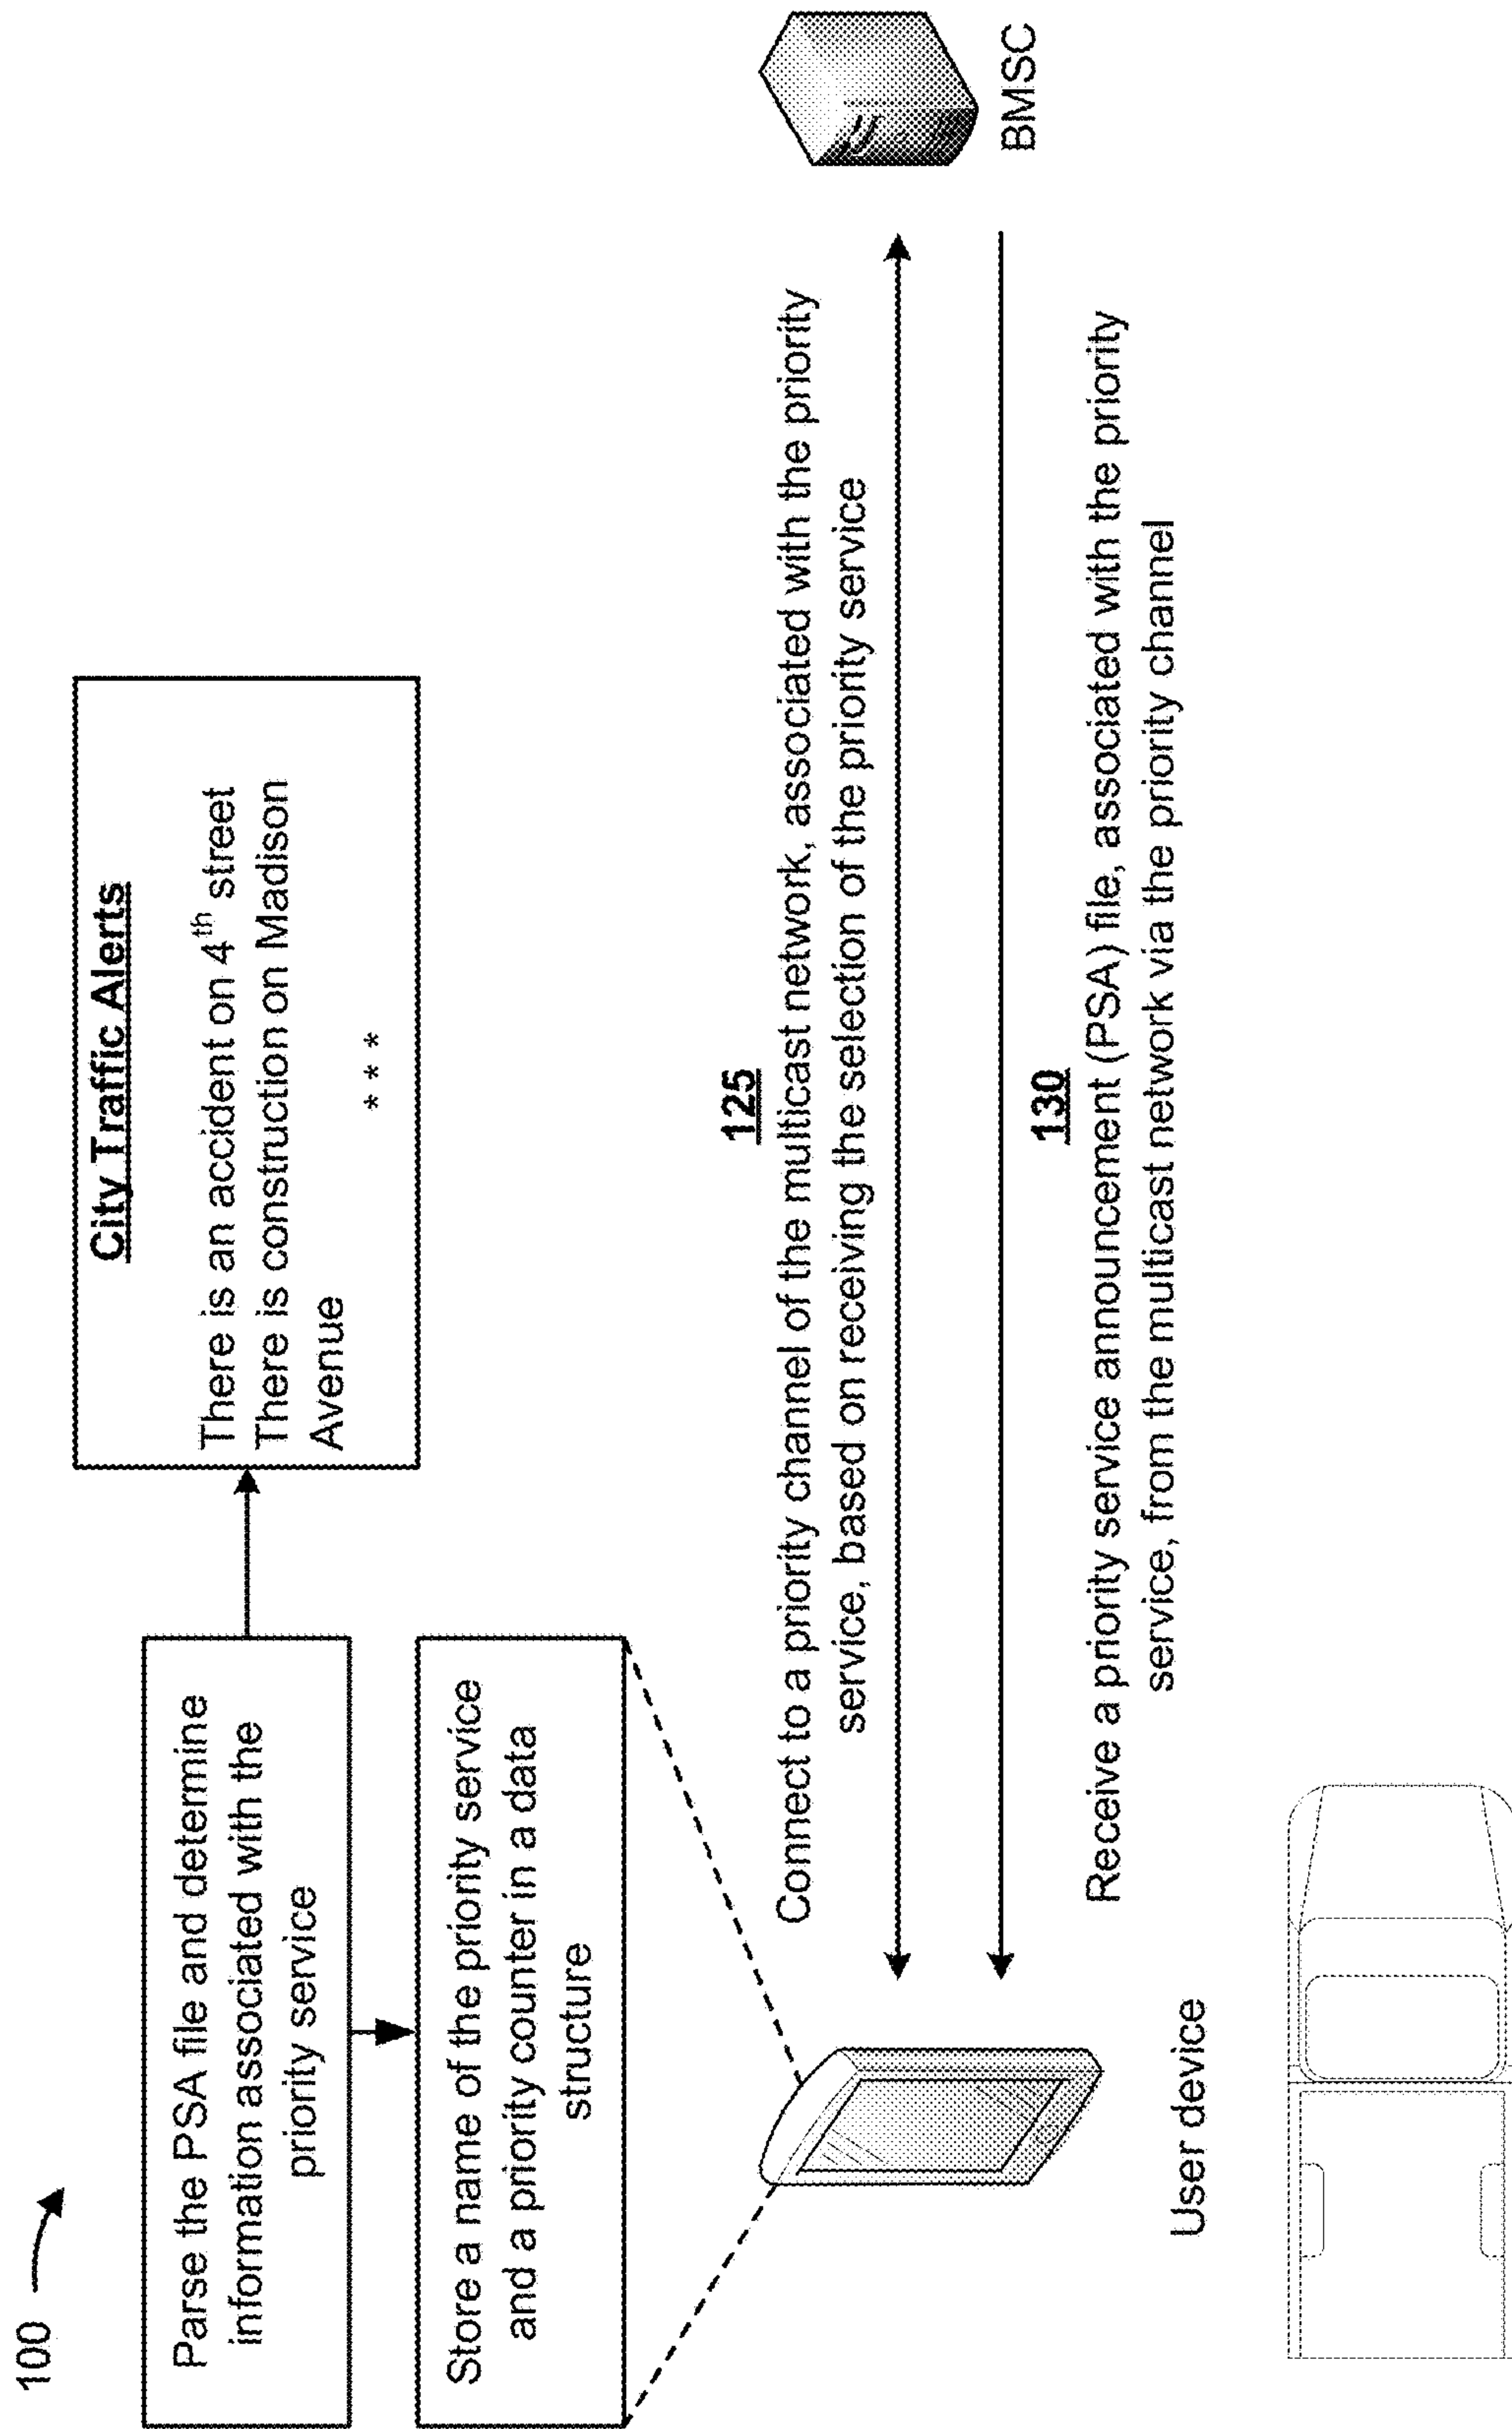 100
Parse the PSA file and determine
information associated with the
priority service
City Traffic Alerts
There is an accident on 4th street
There is construction on Madison
Avenue
* * *
Store a name of the priority service
and a priority counter in a data
structure
125
Connect to a priority channel of the multicast network, associated with the priority
service, based on receiving the selection of the priority service
130
Receive a priority service announcement (PSA) file, associated with the priority
service, from the multicast network via the priority channel
User device
BMSC